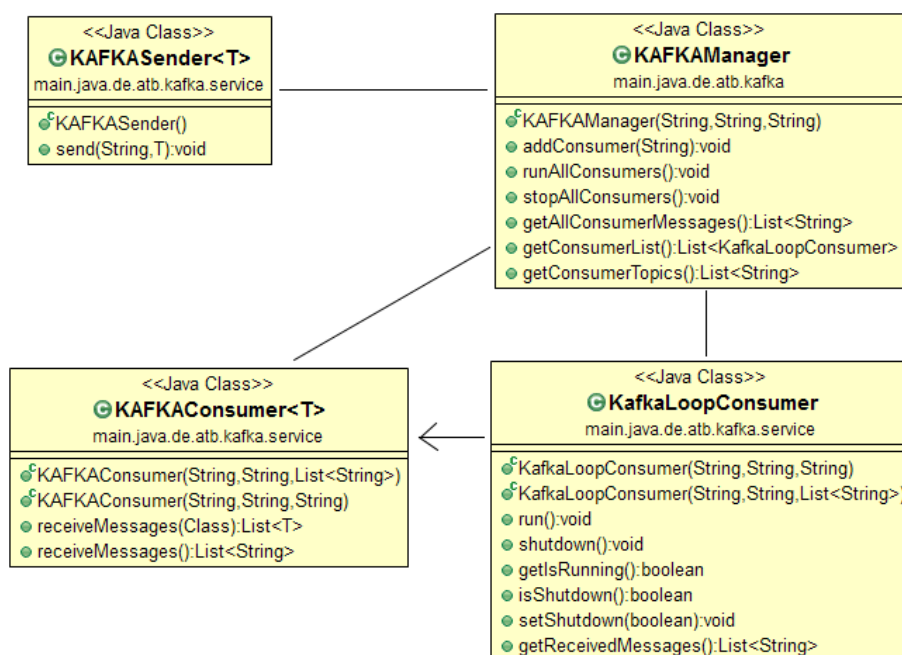 <<Java Class>>
KAFKASender<T>
main.java.de.atb.kafka.service
KAFKASender()
send(String,T):void
<<Java Class>>
KAFKAManager
main.java.de.atb.kafka
KAFKAManager(String,String,String)
addConsumer(String):void
runAllConsumers():void
stopAllConsumers():void
getAllConsumerMessages():List<String>
getConsumerList():List<KafkaLoopConsumer>
getConsumerTopics():List<String>
<<Java Class>>
KAFKAConsumer<T>
main.java.de.atb.kafka.service
KAFKAConsumer(String,String,List<String>)
KAFKAConsumer(String,String,String)
receiveMessages(Class):List<T>
receiveMessages():List<String>
<<Java Class>>
KafkaLoopConsumer
main.java.de.atb.kafka.service
KafkaLoopConsumer(String,String,String)
KafkaLoopConsumer(String,String,List<String>)
run():void
shutdown():void
getIsRunning():boolean
isShutdown():boolean
setShutdown(boolean):void
getReceivedMessages():List<String>